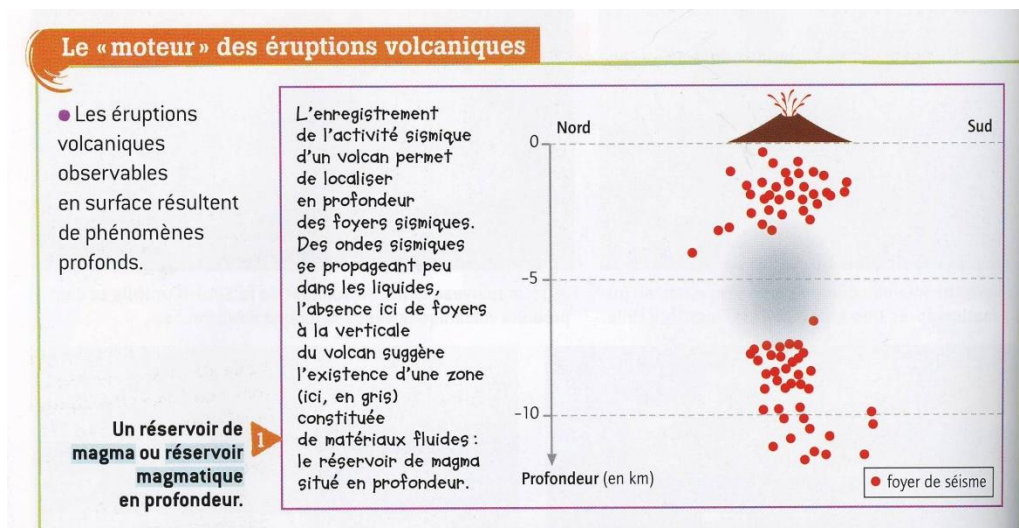 Le « moteur » des éruptions volcaniques
● Les éruptions
volcaniques
observables
en surface résultent
de phénomènes
profonds.
Un réservoir de
magma ou réservoir
magmatique
en profondeur.
1
L'enregistrement
de l'activité sismique
d'un volcan permet
de localiser
en profondeur
des foyers sismiques.
Des ondes sismiques
se propageant peu
dans les liquides,
l'absence ici de foyers
à la verticale
du volcan suggère
l'existence d'une zone
(ici, en gris)
constituée
de matériaux fluides :
le réservoir de magma
situé en profondeur.
Nord
Sud
0
-5
-10
Profondeur (en km)
foyer de séisme